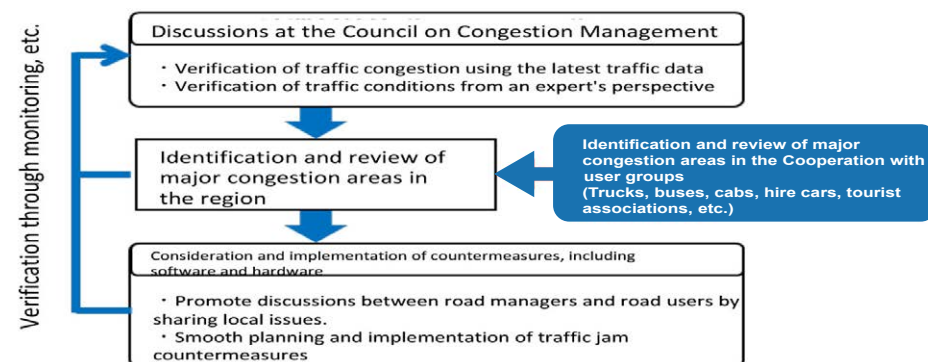 Verification through monitoring, etc.
Discussions at the Council on Congestion Management
・Verification of traffic congestion using the latest traffic data
・Verification of traffic conditions from an expert's perspective
Identification and review of
major congestion areas in
the region
Identification and review of major
congestion areas in the Cooperation with
user groups
(Trucks, buses, cabs, hire cars, tourist
associations, etc.)
Consideration and implementation of countermeasures, including
software and hardware
・Promote discussions between road managers and road users by
sharing local issues.
・Smooth planning and implementation of traffic jam
countermeasures